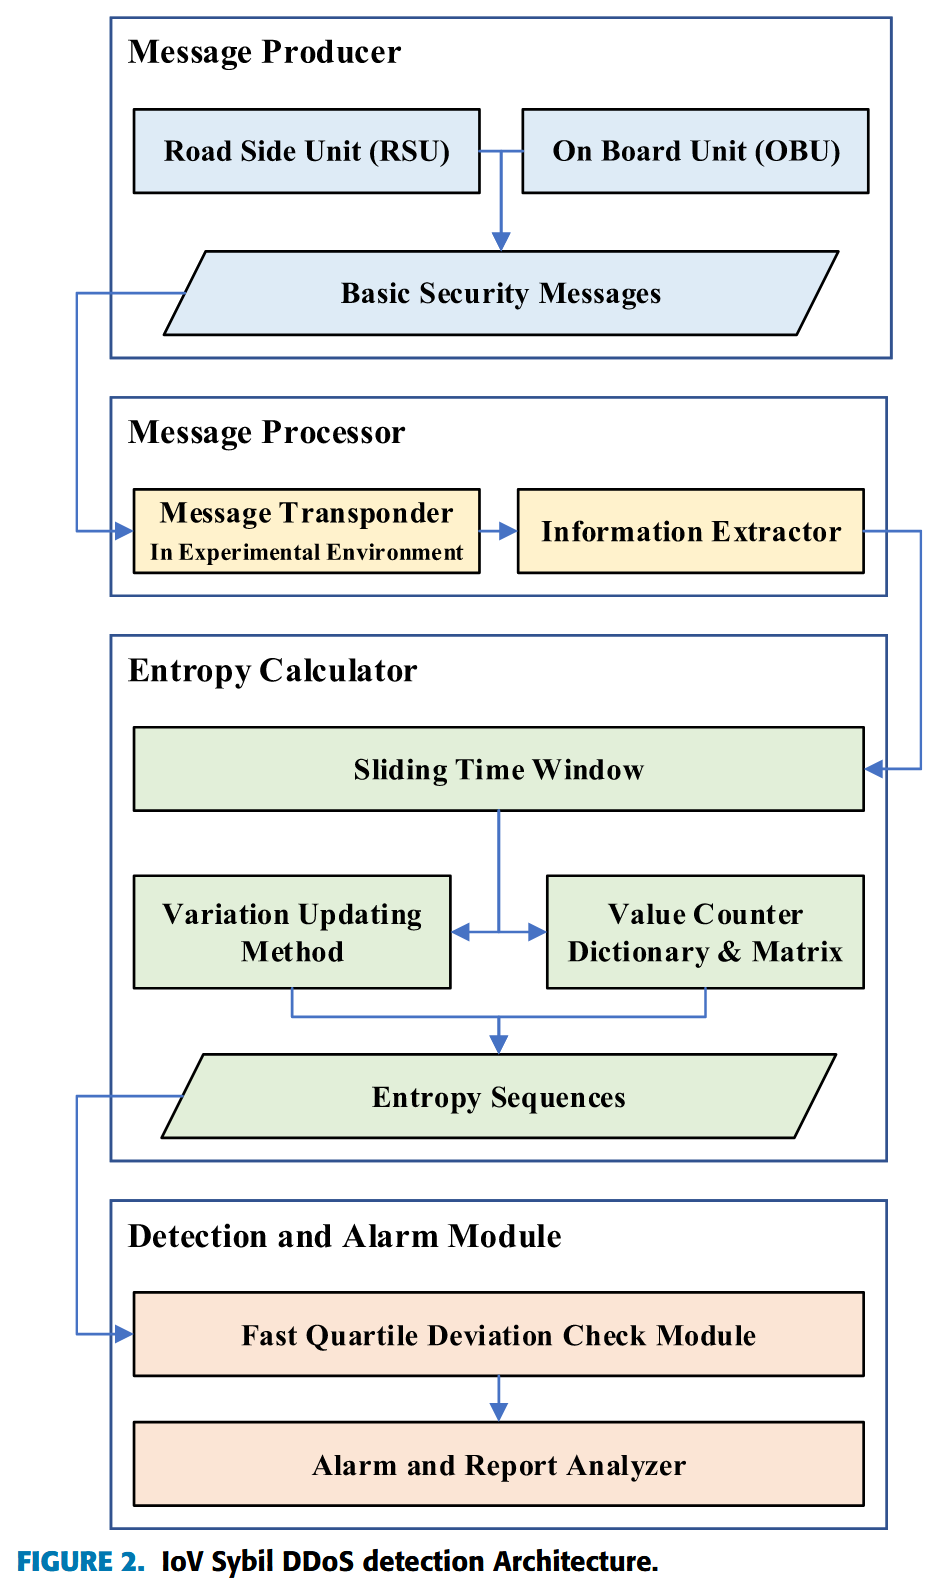 Message Producer
Road Side Unit (RSU)
On Board Unit (OBU)
Basic Security Messages
Message Processor
Message Transponder
In Experimental Environment
Information Extractor
Entropy Calculator
Sliding Time Window
Variation Updating
Method
Value Counter
Dictionary & Matrix
Entropy Sequences
Detection and Alarm Module
Fast Quartile Deviation Check Module
Alarm and Report Analyzer
FIGURE 2. IoV Sybil DDoS detection Architecture.